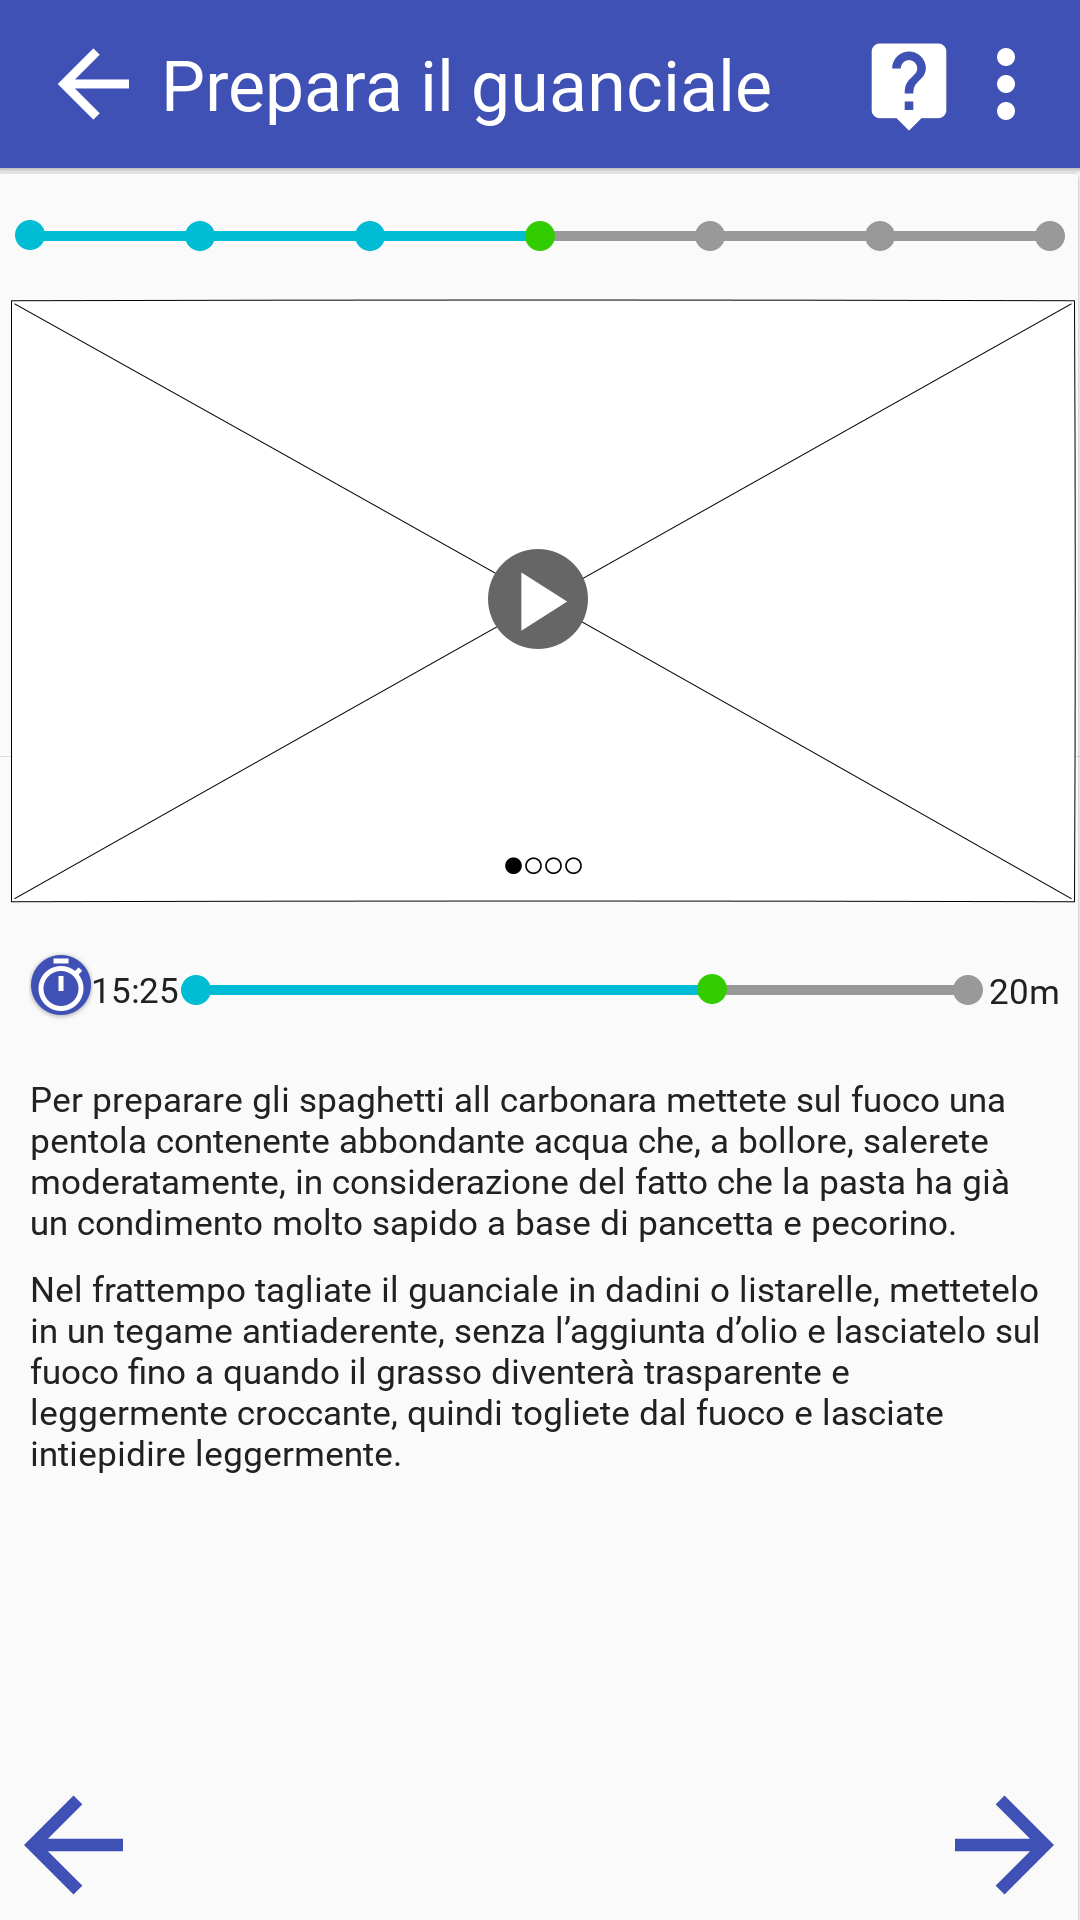 Prepara il guanciale
15:25
20m
Per preparare gli spaghetti all carbonara mettete sul fuoco una
pentola contenente abbondante acqua che, a bollore, salerete
moderatamente, in considerazione del fatto che la pasta ha già
un condimento molto sapido a base di pancetta e pecorino.
Nel frattempo tagliate il guanciale in dadini o listarelle, mettetelo
in un tegame antiaderente, senza l’aggiunta d’olio e lasciatelo sul
fuoco fino a quando il grasso diventerà trasparente e
leggermente croccante, quindi togliete dal fuoco e lasciate
intiepidire leggermente.